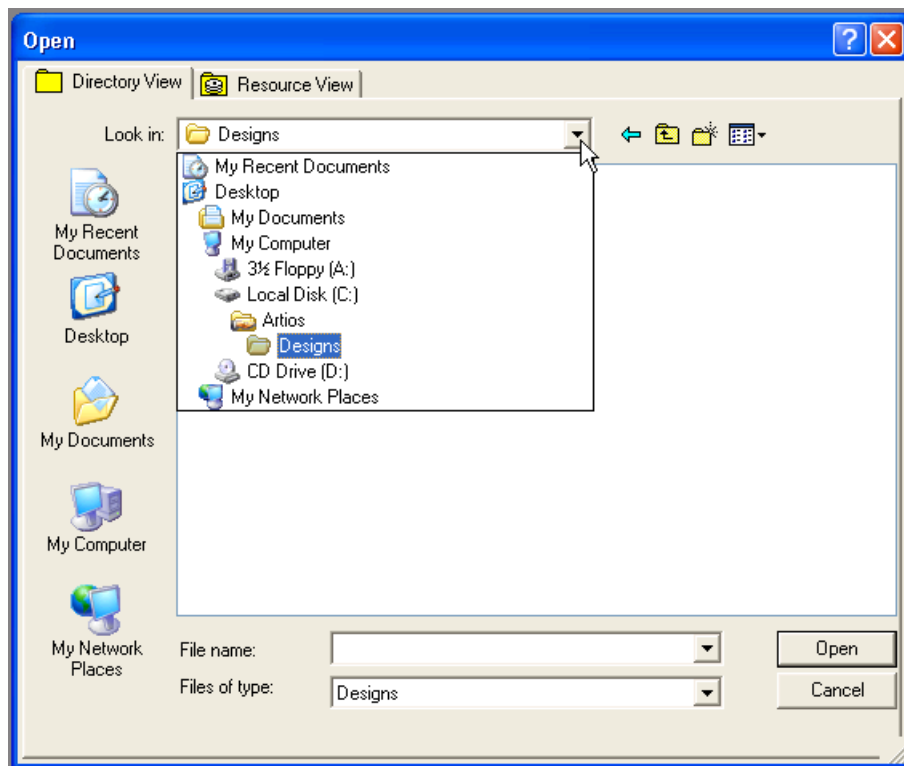 Open
Directory View
Resource View
Look in:
Designs
My Recent Documents
Desktop
My Documents
My Computer
3½ Floppy (A:)
Local Disk (C:)
Artios
Designs
CD Drive (D:)
My Network Places
My Recent
Documents
Desktop
My Documents
My Computer
My Network
Places
File name:
Open
Files of type:
Designs
Cancel